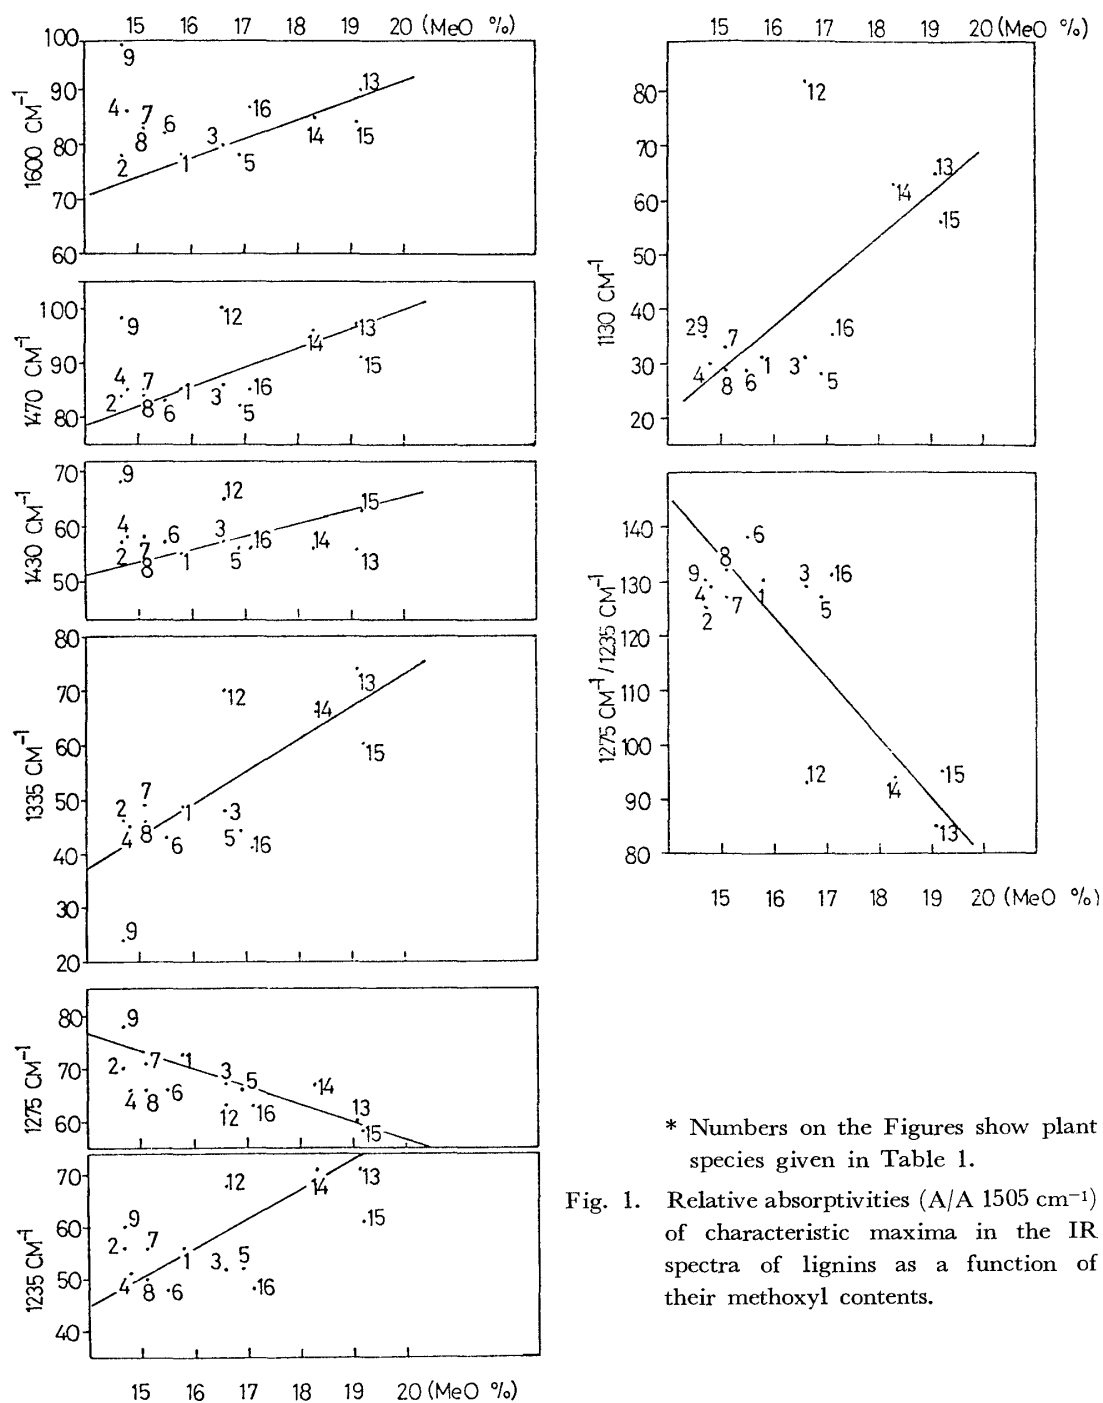 15 16 17 18 19 20 (MeO %)
100
90
80
70
60
1600 CM⁻¹
9
4 7 6
8
2 1 3 5 16 14 13 15
100
90
80
1470 CM⁻¹
9 12
4 7 1
2 8 6 3 16 5 14 13 15
70
60
50
1430 CM⁻¹
9 12 15
4 6 3 16 14
2 7 8 1 5 13
80
70
60
50
40
30
20
1335 CM⁻¹
12 13
14
15
2 7 1 3
4 8 6 5 16
9
80
70
60
1275 CM⁻¹
9
2 7 1 3 5 14
4 8 6 12 16 13 15
70
60
50
40
1235 CM⁻¹
12 14 13
9 15
2 7 1 3 5
4 8 6 16
15 16 17 18 19 20 (MeO %)
15 16 17 18 19 20 (MeO %)
80
70
60
50
40
30
20
1130 CM⁻¹
12
13
14
15
29 7 16
4 8 6 1 3 5
140
130
120
110
100
90
80
1275 CM⁻¹/1235 CM⁻¹
6
8
9 3 16
4 7 1 5
2
12 14 15
13
15 16 17 18 19 20 (MeO %)
* Numbers on the Figures show plant
species given in Table 1.
Fig. 1. Relative absorptivities (A/A 1505 cm⁻¹)
of characteristic maxima in the IR
spectra of lignins as a function of
their methoxyl contents.